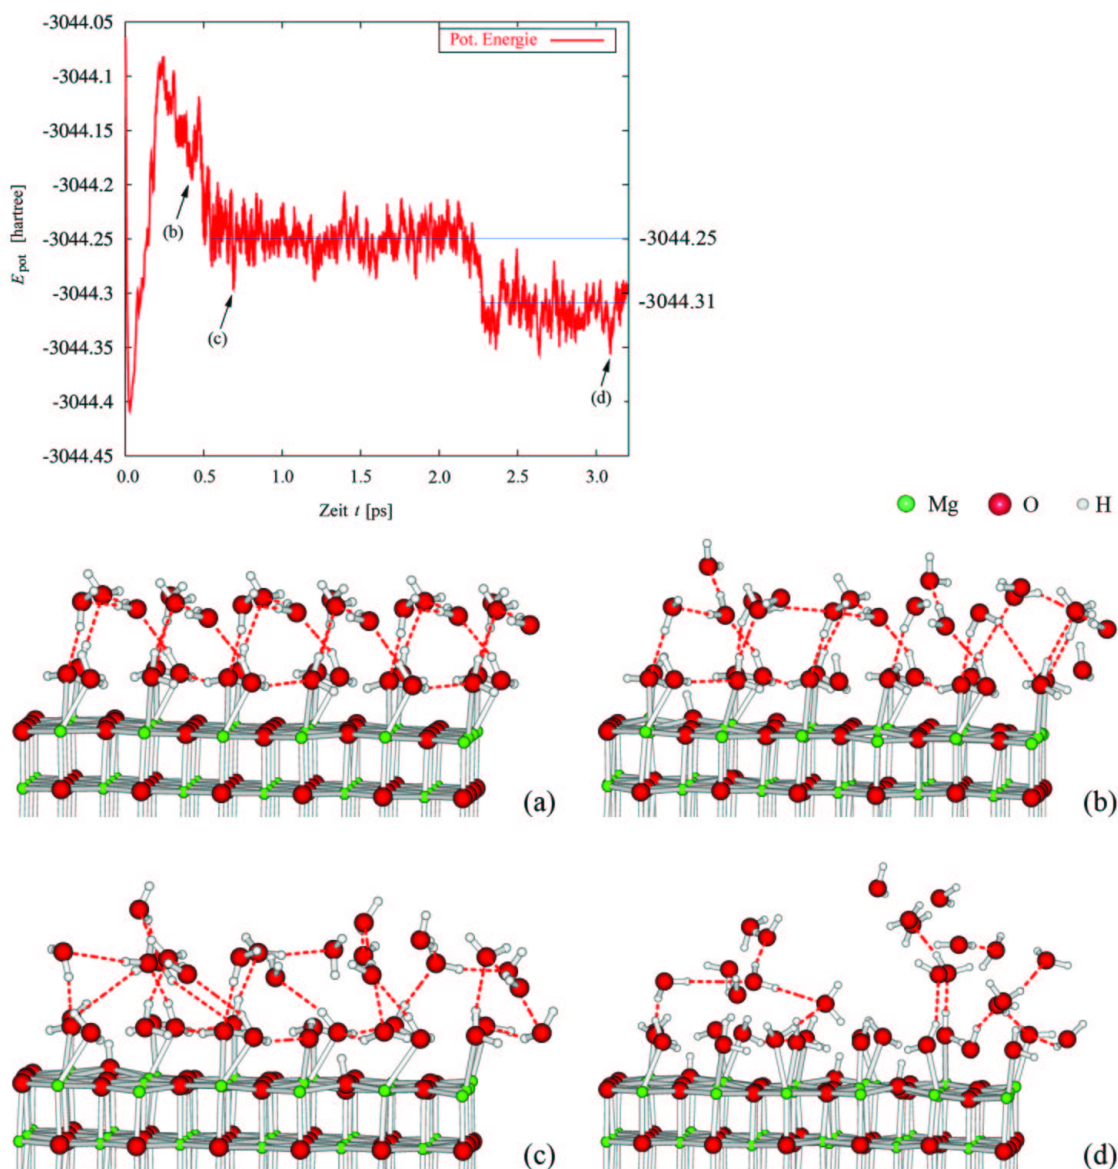 -3044.05
Pot. Energie
-3044.1
-3044.15
-3044.2
(b)
-3044.25
-3044.25
E pot [hartree]
-3044.3
-3044.31
(c)
-3044.35
(d)
-3044.4
-3044.45
0.0 0.5 1.0 1.5 2.0 2.5 3.0
Zeit t [ps]
Mg O H
(a)
(b)
(c)
(d)